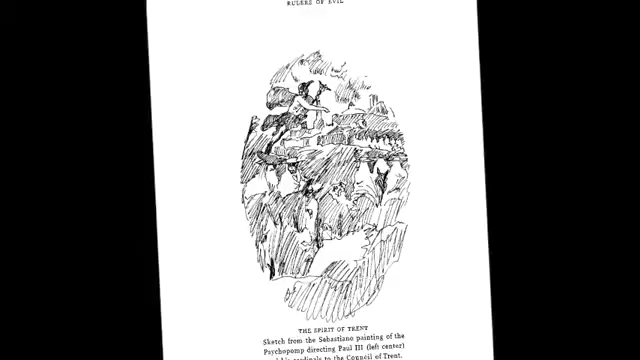 RULERS OF EVIL
THE SPIRIT OF TRENT
Sketch from the Sebastiano painting of the
Psychopomp directing Paul III (left center)
and his cardinals to the Council of Trent.